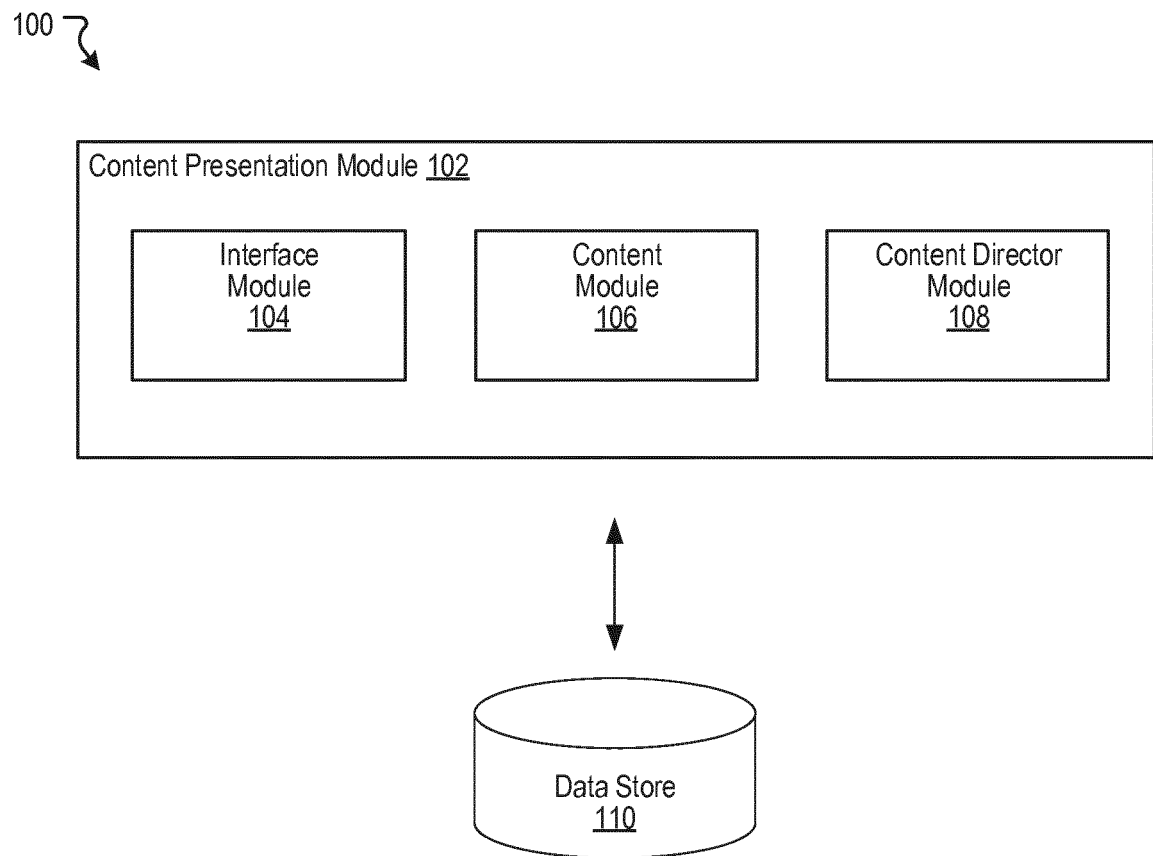 100
Content Presentation Module 102
Interface
Module
104
Content
Module
106
Content Director
Module
108
Data Store
110